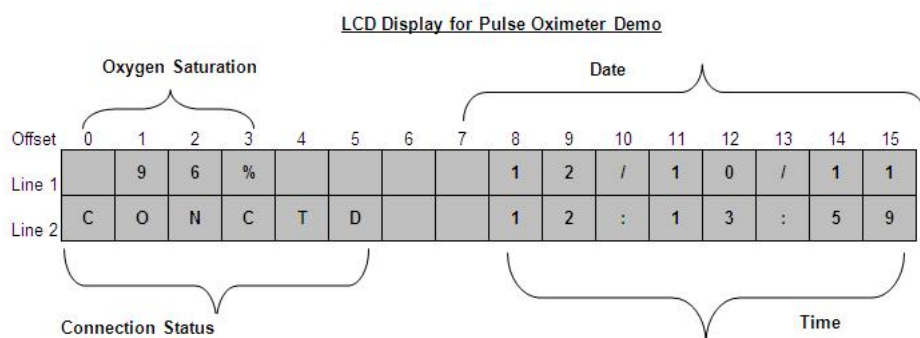 LCD Display for Pulse Oximeter Demo
Oxygen Saturation
Date
Offset 0 1 2 3 4 5 6 7 8 9 10 11 12 13 14 15
Line 1 9 6 % 1 2 / 1 0 / 1 1
Line 2 C O N C T D 1 2 : 1 3 : 5 9
Connection Status
Time